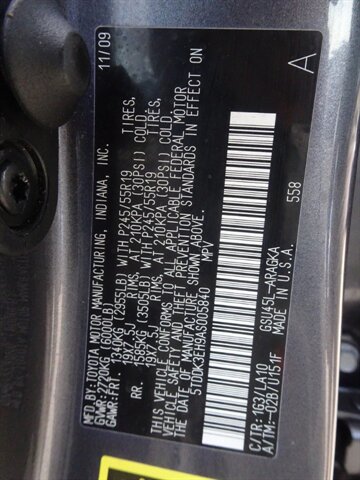 11/09
MFD. BY: TOYOTA MOTOR MANUFACTURING, INDIANA, INC.
GVWR: 2720KG (6000LB)
GAWR: FRT. 1340KG (2955LB) WITH P245/55R19 TIRES,
19X7.5J RIMS, AT 210KPA (30PSI) COLD
RR. 1589KG (3505LB) WITH P245/55R19 TIRES,
19X7.5J RIMS, AT 210KPA (30PSI) COLD.
THIS VEHICLE CONFORMS TO ALL APPLICABLE FEDERAL MOTOR
VEHICLE SAFETY AND THEFT PREVENTION STANDARDS IN
EFFECT ON THE DATE OF MANUFACTURE SHOWN ABOVE.
5TDDK3EH9AS005840 MPV
A
C/TR: 1G3/LA10 GSU45L-ARAGKA
A/TM: -02B/U151F MADE IN U.S.A.
558